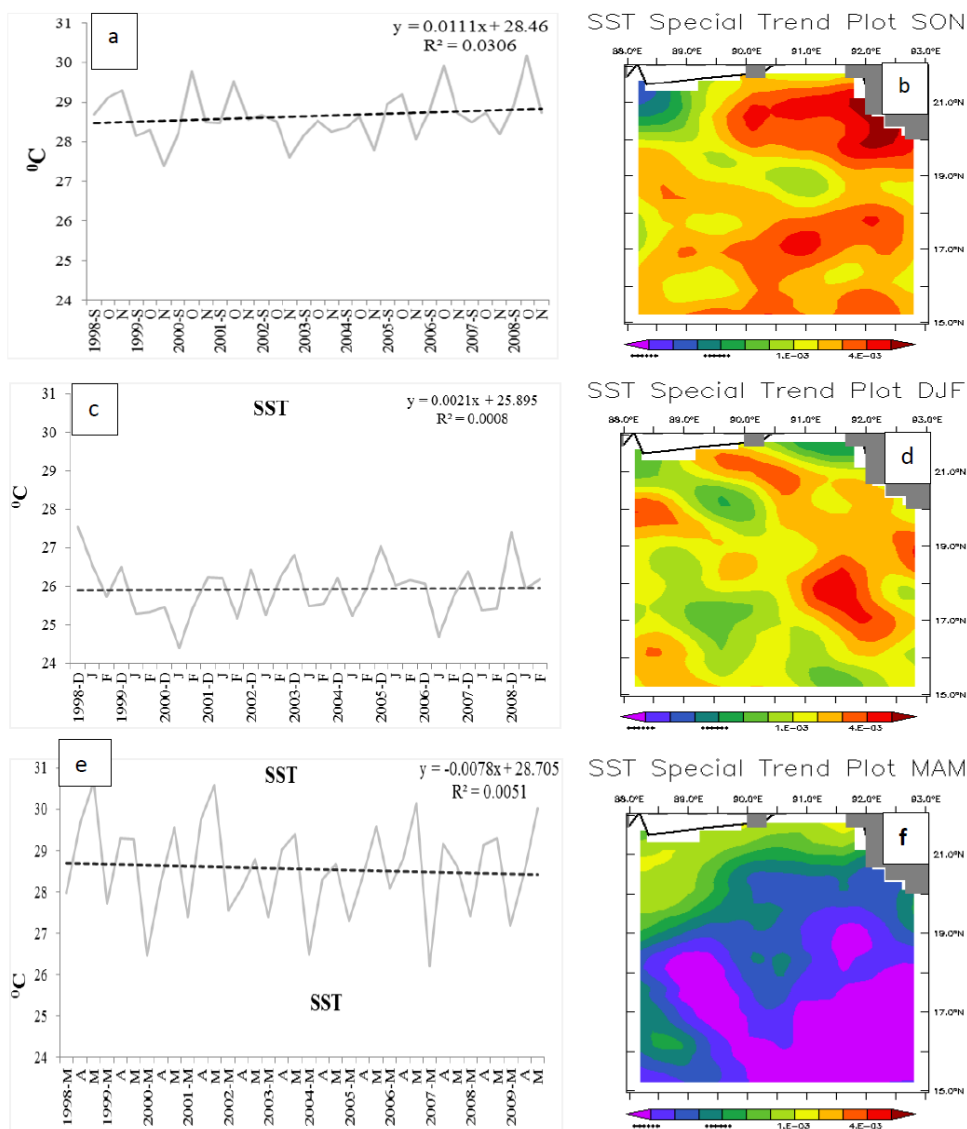 a
y = 0.0111x + 28.46
R² = 0.0306
31
30
29
28
27
26
25
24
⁰C
1998-S
O
N
1999-S
O
N
2000-S
O
N
2001-S
O
N
2002-S
O
N
2003-S
O
N
2004-S
O
N
2005-S
O
N
2006-S
O
N
2007-S
O
N
2008-S
O
N
SST Special Trend Plot SON
88.0°E 89.0°E 90.0°E 91.0°E 92.0°E 93.0°E
b
21.0°N
19.0°N
17.0°N
15.0°N
****** ****** 1.E-03 4.E-03
c
SST
y = 0.0021x + 25.895
R² = 0.0008
31
30
29
28
27
26
25
24
⁰C
1998-D
J
F
1999-D
J
F
2000-D
J
F
2001-D
J
F
2002-D
J
F
2003-D
J
F
2004-D
J
F
2005-D
J
F
2006-D
J
F
2007-D
J
F
2008-D
J
F
SST Special Trend Plot DJF
88.0°E 89.0°E 90.0°E 91.0°E 92.0°E 93.0°E
d
21.0°N
19.0°N
17.0°N
15.0°N
****** ****** 1.E-03 4.E-03
e
SST
y = -0.0078x + 28.705
R² = 0.0051
31
30
29
28
27
26
25
24
⁰C
SST
1998-M
A
M
1999-M
A
M
2000-M
A
M
2001-M
A
M
2002-M
A
M
2003-M
A
M
2004-M
A
M
2005-M
A
M
2006-M
A
M
2007-M
A
M
2008-M
A
M
2009-M
A
M
SST Special Trend Plot MAM
88.0°E 89.0°E 90.0°E 91.0°E 92.0°E 93.0°E
f
21.0°N
19.0°N
17.0°N
15.0°N
****** ****** 1.E-03 4.E-03